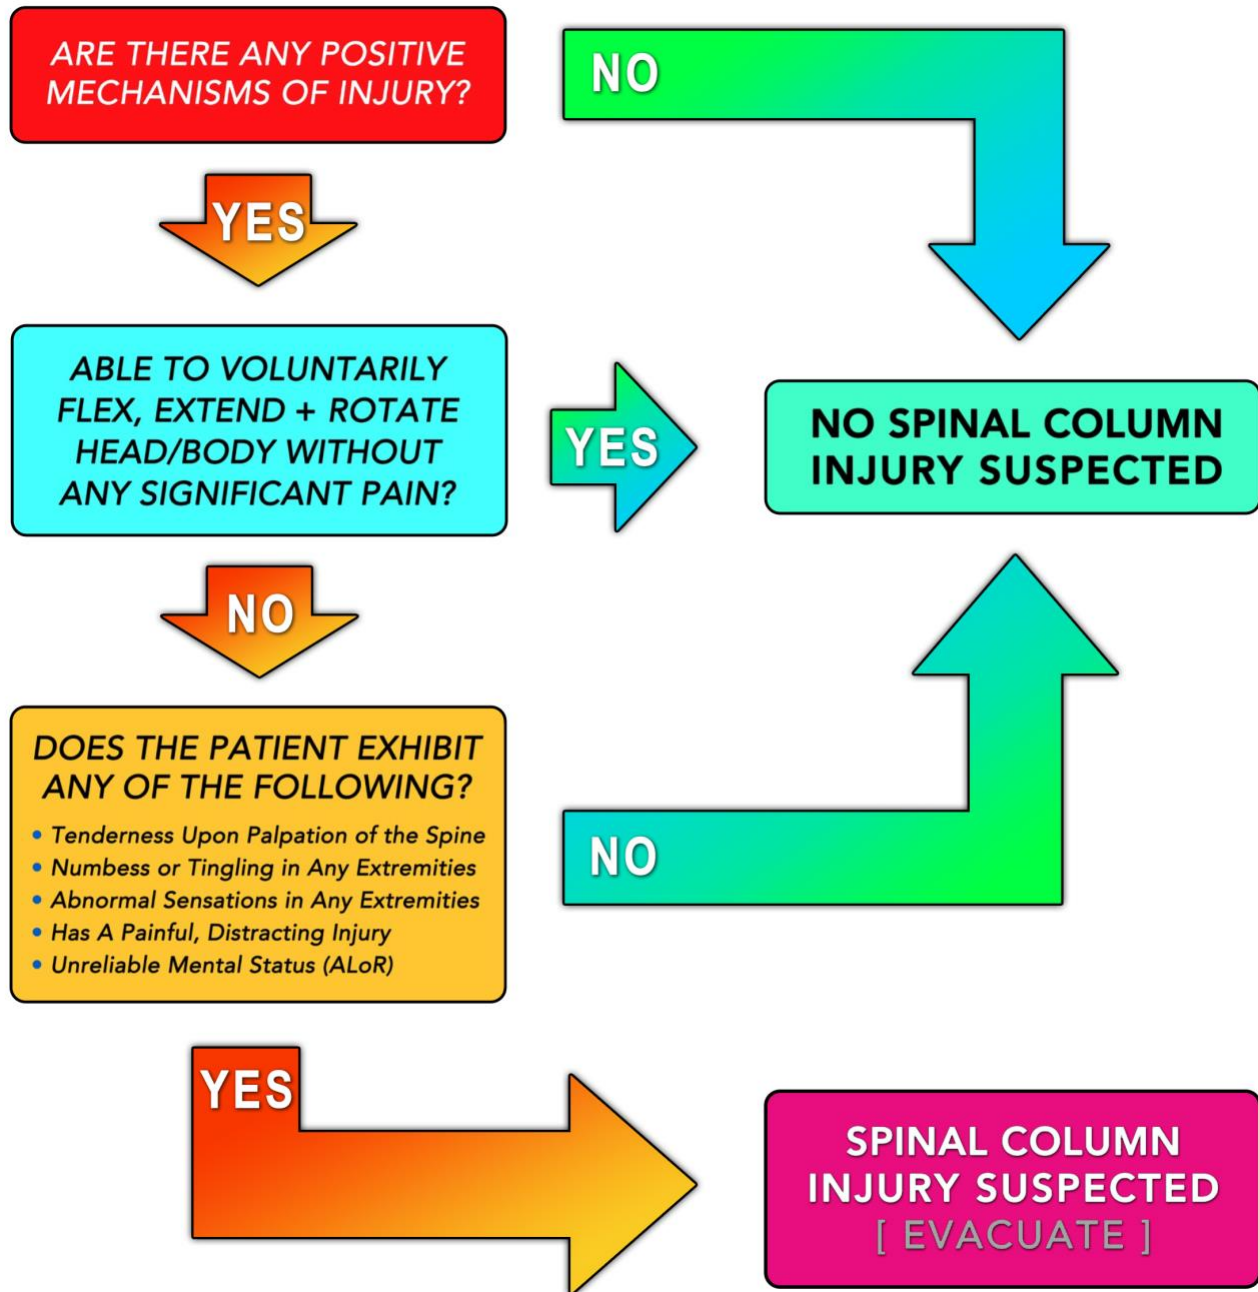 ARE THERE ANY POSITIVE
MECHANISMS OF INJURY?
NO
YES
ABLE TO VOLUNTARILY
FLEX, EXTEND + ROTATE
HEAD/BODY WITHOUT
ANY SIGNIFICANT PAIN?
YES
NO SPINAL COLUMN
INJURY SUSPECTED
NO
DOES THE PATIENT EXHIBIT
ANY OF THE FOLLOWING?
• Tenderness Upon Palpation of the Spine
• Numbess or Tingling in Any Extremities
• Abnormal Sensations in Any Extremities
• Has A Painful, Distracting Injury
• Unreliable Mental Status (ALoR)
NO
YES
SPINAL COLUMN
INJURY SUSPECTED
[ EVACUATE ]